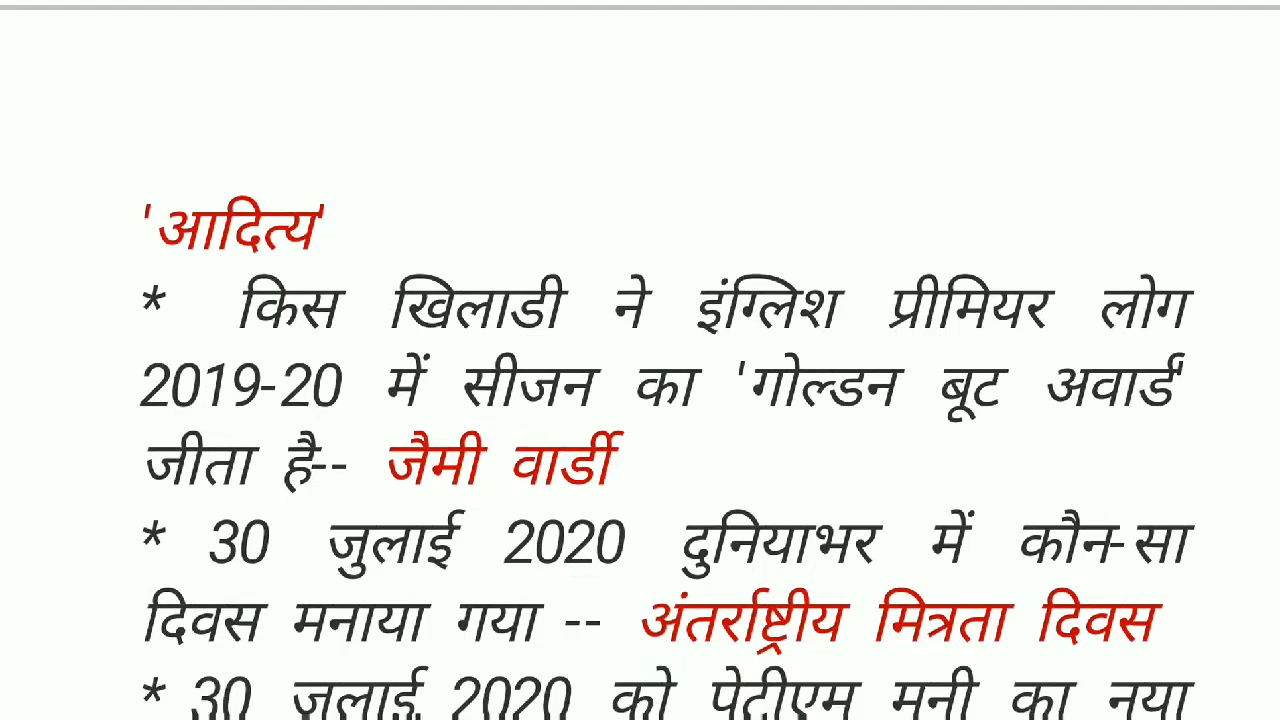 'आदित्य'
* किस खिलाडी ने इंग्लिश प्रीमियर लोग
2019-20 में सीजन का 'गोल्डन बूट अवार्ड'
जीता है-- जैमी वार्डी
* 30 जुलाई 2020 दुनियाभर में कौन-सा
दिवस मनाया गया -- अंतर्राष्ट्रीय मित्रता दिवस
* 30 जुलाई 2020 को पेटीएम मनी का नया